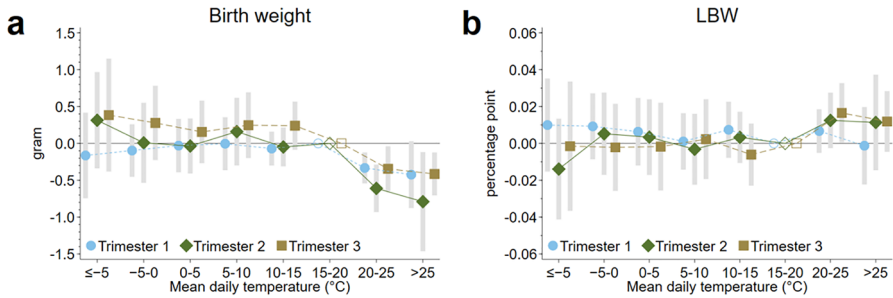 a
Birth weight
gram
1.5
1.0
0.5
0.0
-0.5
-1.0
-1.5
Trimester 1 Trimester 2 Trimester 3
≤−5 −5-0 0-5 5-10 10-15 15-20 20-25 >25
Mean daily temperature (°C)
b
LBW
percentage point
0.06
0.04
0.02
0.00
-0.02
-0.04
-0.06
Trimester 1 Trimester 2 Trimester 3
≤−5 −5-0 0-5 5-10 10-15 15-20 20-25 >25
Mean daily temperature (°C)